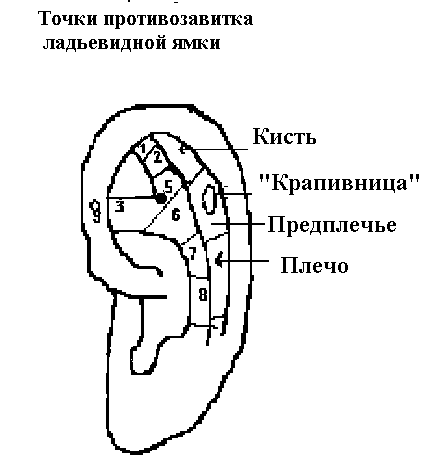 Точки противозавитка
ладьевидной ямки
Кисть
"Крапивница"
Предплечье
Плечо
1
2
5
3
9
6
7
8